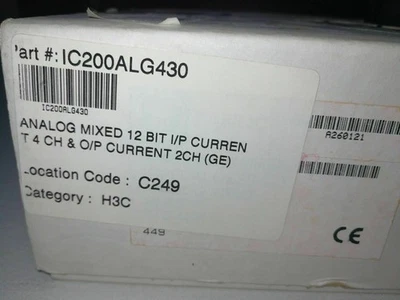 Part #: IC200ALG430
IC200ALG430
ANALOG MIXED 12 BIT I/P CURREN
T 4 CH & O/P CURRENT 2CH (GE)
Location Code : C249
Category : H3C
A260121
449
CE